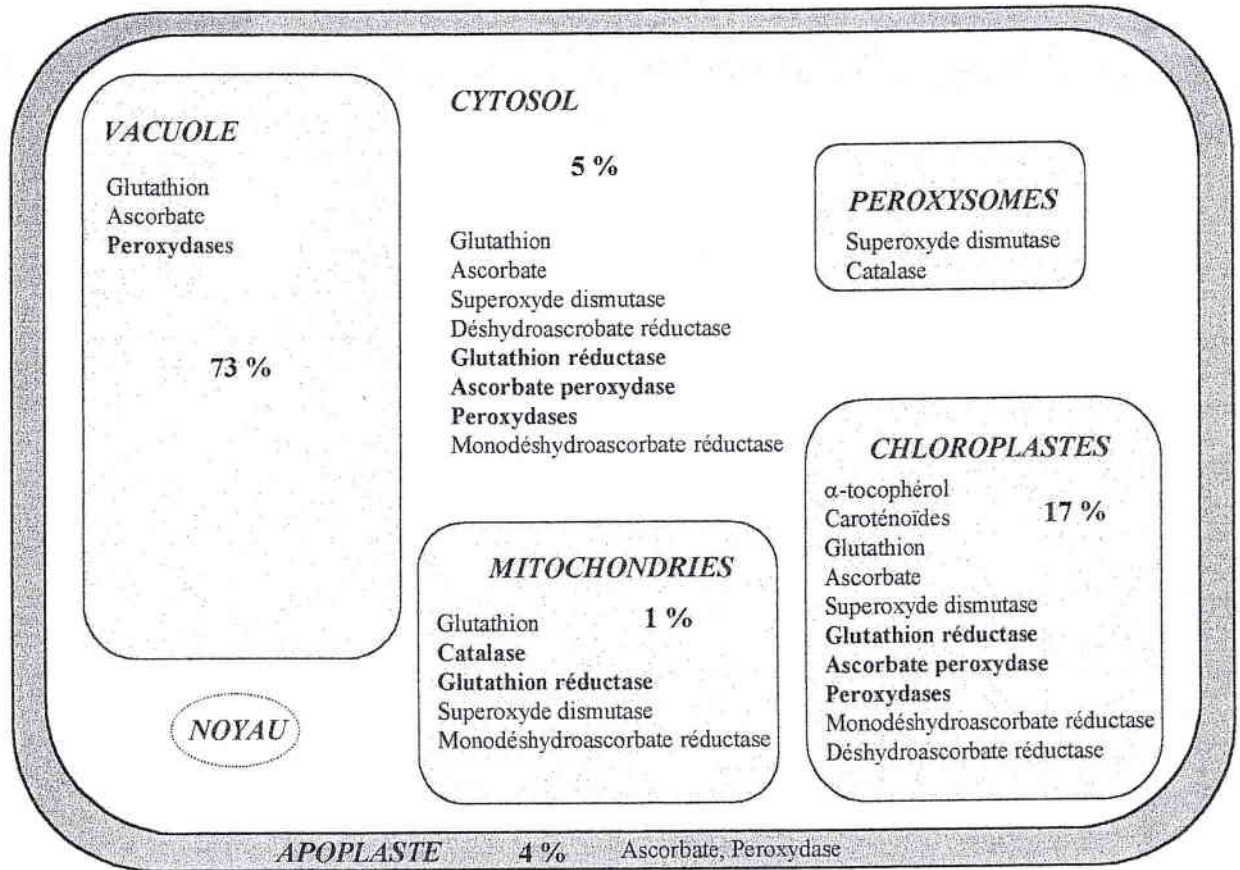 VACUOLE
Glutathion
Ascorbate
Peroxydases
73 %
CYTOSOL
5 %
Glutathion
Ascorbate
Superoxyde dismutase
Déshydroascrobate réductase
Glutathion réductase
Ascorbate peroxydase
Peroxydases
Monodéshydroascorbate réductase
PEROXYSOMES
Superoxyde dismutase
Catalase
CHLOROPLASTES
α-tocophérol
Caroténoïdes 17 %
Glutathion
Ascorbate
Superoxyde dismutase
Glutathion réductase
Ascorbate peroxydase
Peroxydases
Monodéshydroascorbate réductase
Déshydroascorbate réductase
MITOCHONDRIES
Glutathion 1 %
Catalase
Glutathion réductase
Superoxyde dismutase
Monodéshydroascorbate réductase
NOYAU
APOPLASTE 4 % Ascorbate, Peroxydase